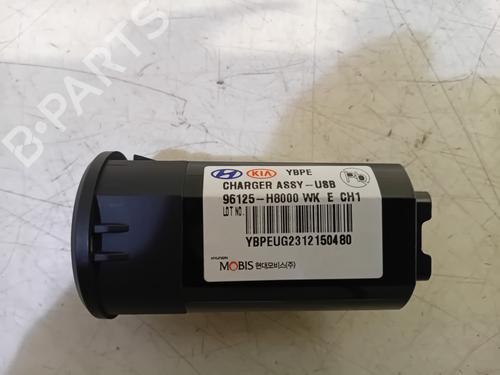 B-PARTS
KIA
YBPE
CHARGER ASSY-USB
96125-H8000 WK E CH1
LOT NO.
YBPEUG2312150480
HYUNDAI
MOBIS 현대모비스(주)